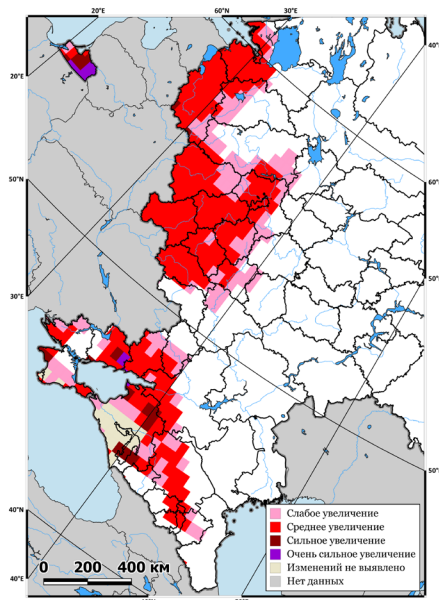 20°E
60°N
30°E
40°
20°E
50°N
60°
50°
30°E
50°
40°N
40°E
0 200 400 км
Слабое увеличение
Среднее увеличение
Сильное увеличение
Очень сильное увеличение
Изменений не выявлено
Нет данных